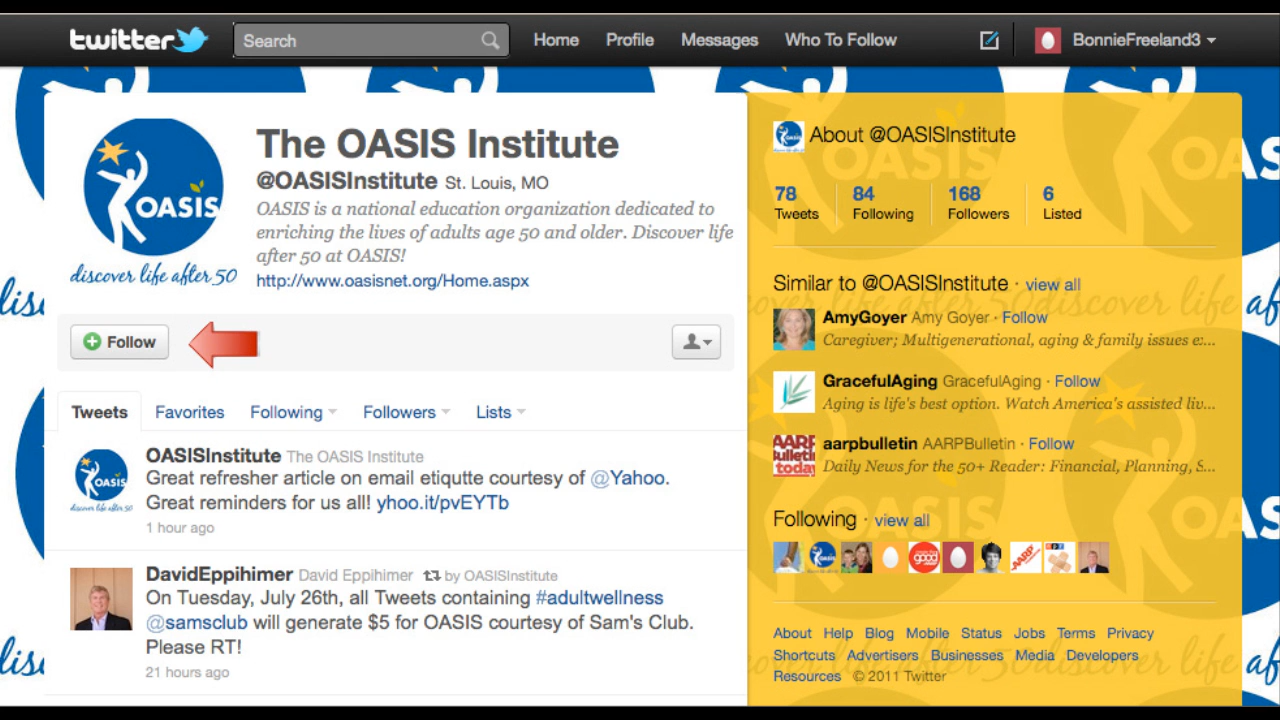 twitter Search Home Profile Messages Who To Follow BonnieFreeland3
The OASIS Institute
@OASISInstitute St. Louis, MO
OASIS is a national education organization dedicated to
enriching the lives of adults age 50 and older. Discover life
after 50 at OASIS!
http://www.oasisnet.org/Home.aspx
OASIS
discover life after 50
Follow
Tweets Favorites Following Followers Lists
OASISInstitute The OASIS Institute
Great refresher article on email etiqutte courtesy of @Yahoo.
Great reminders for us all! yhoo.it/pvEYTb
1 hour ago
OASIS
discover life after 50
DavidEppihimer David Eppihimer by OASISInstitute
On Tuesday, July 26th, all Tweets containing #adultwellness
@samsclub will generate $5 for OASIS courtesy of Sam's Club.
Please RT!
21 hours ago
About @OASISInstitute
78 84 168 6
Tweets Following Followers Listed
Similar to @OASISInstitute · view all
AmyGoyer Amy Goyer · Follow
Caregiver; Multigenerational, aging & family issues e:...
GracefulAging GracefulAging · Follow
Aging is life's best option. Watch America's assisted liv...
aarpbulletin AARPBulletin · Follow
Daily News for the 50+ Reader: Financial, Planning, S...
Following · view all
About Help Blog Mobile Status Jobs Terms Privacy
Shortcuts Advertisers Businesses Media Developers
Resources © 2011 Twitter